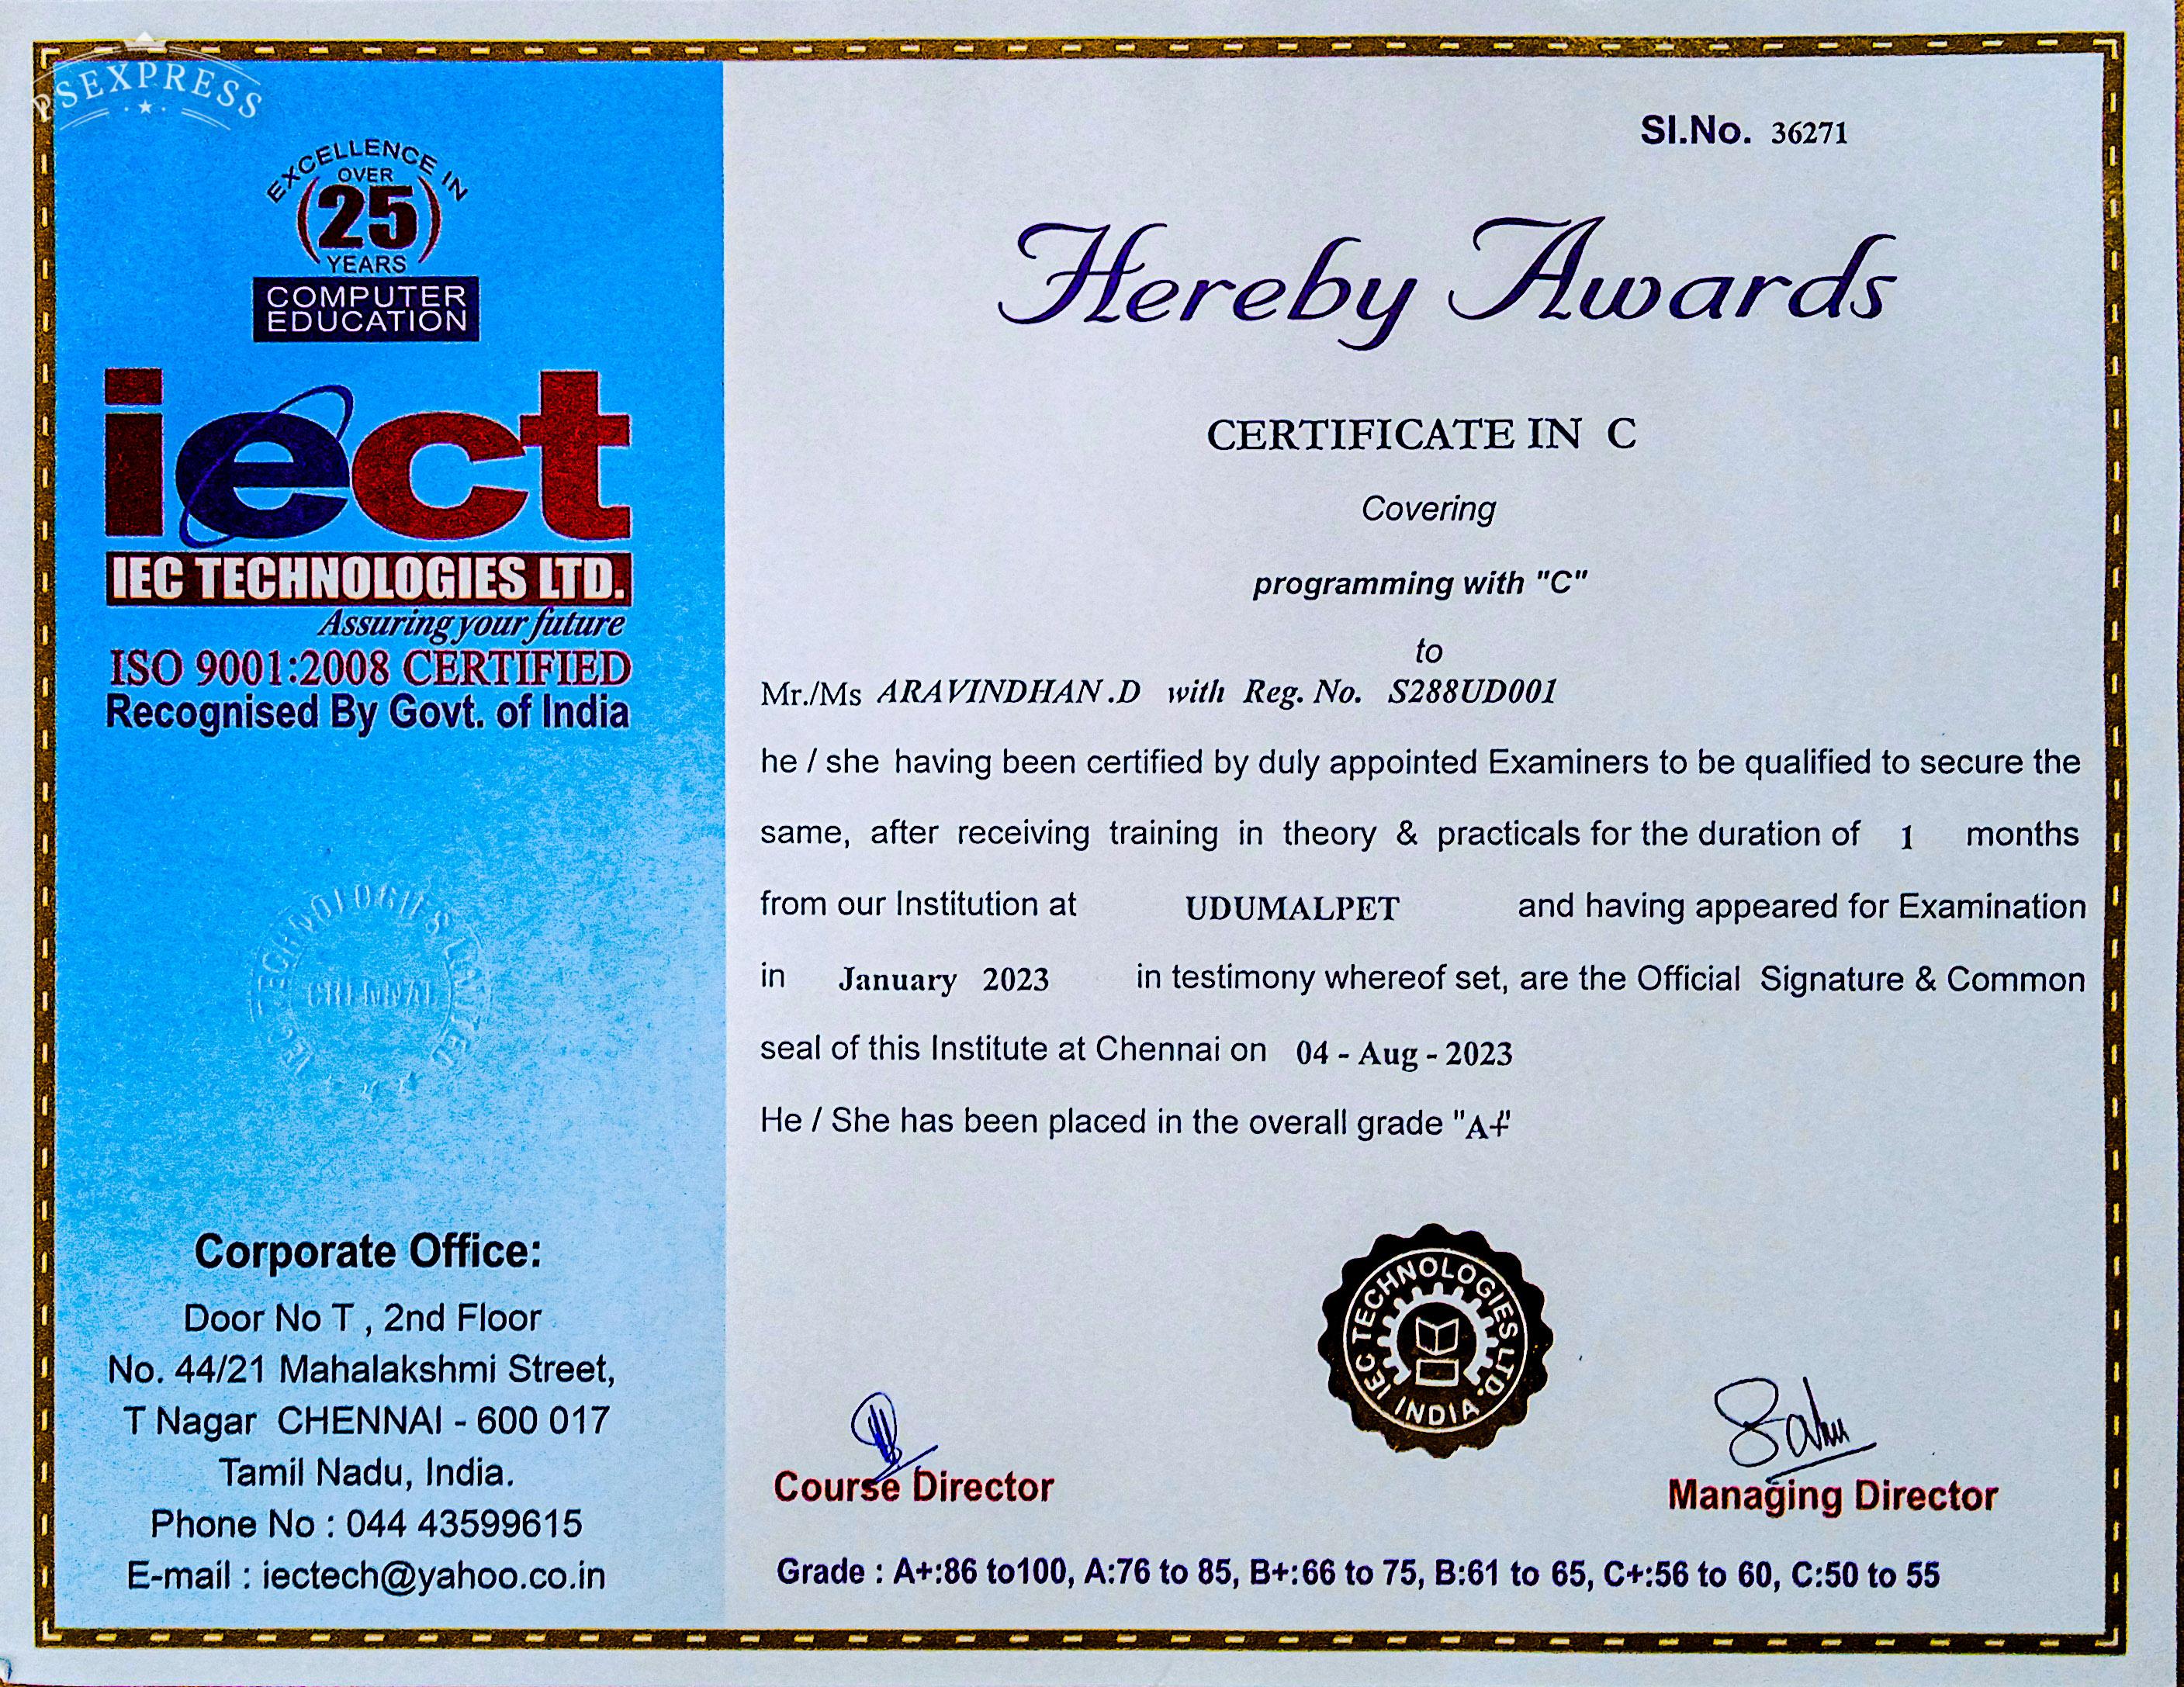 PSEXPRESS
EXCELLENCE IN
OVER
25
YEARS
COMPUTER
EDUCATION
iect
IEC TECHNOLOGIES LTD.
Assuring your future
ISO 9001:2008 CERTIFIED
Recognised By Govt. of India
IEC TECHNOLOGIES LIMITED
CHENNAI
Corporate Office:
Door No T , 2nd Floor
No. 44/21 Mahalakshmi Street,
T Nagar CHENNAI - 600 017
Tamil Nadu, India.
Phone No : 044 43599615
E-mail : iectech@yahoo.co.in
Sl.No. 36271
Hereby Awards
CERTIFICATE IN C
Covering
programming with "C"
to
Mr./Ms ARAVINDHAN.D with Reg. No. S288UD001
he / she having been certified by duly appointed Examiners to be qualified to secure the
same, after receiving training in theory & practicals for the duration of 1 months
from our Institution at UDUMALPET and having appeared for Examination
in January 2023 in testimony whereof set, are the Official Signature & Common
seal of this Institute at Chennai on 04 - Aug - 2023
He / She has been placed in the overall grade "A+"
IEC TECHNOLOGIES LTD.
INDIA
Course Director
Managing Director
Grade : A+:86 to100, A:76 to 85, B+:66 to 75, B:61 to 65, C+:56 to 60, C:50 to 55